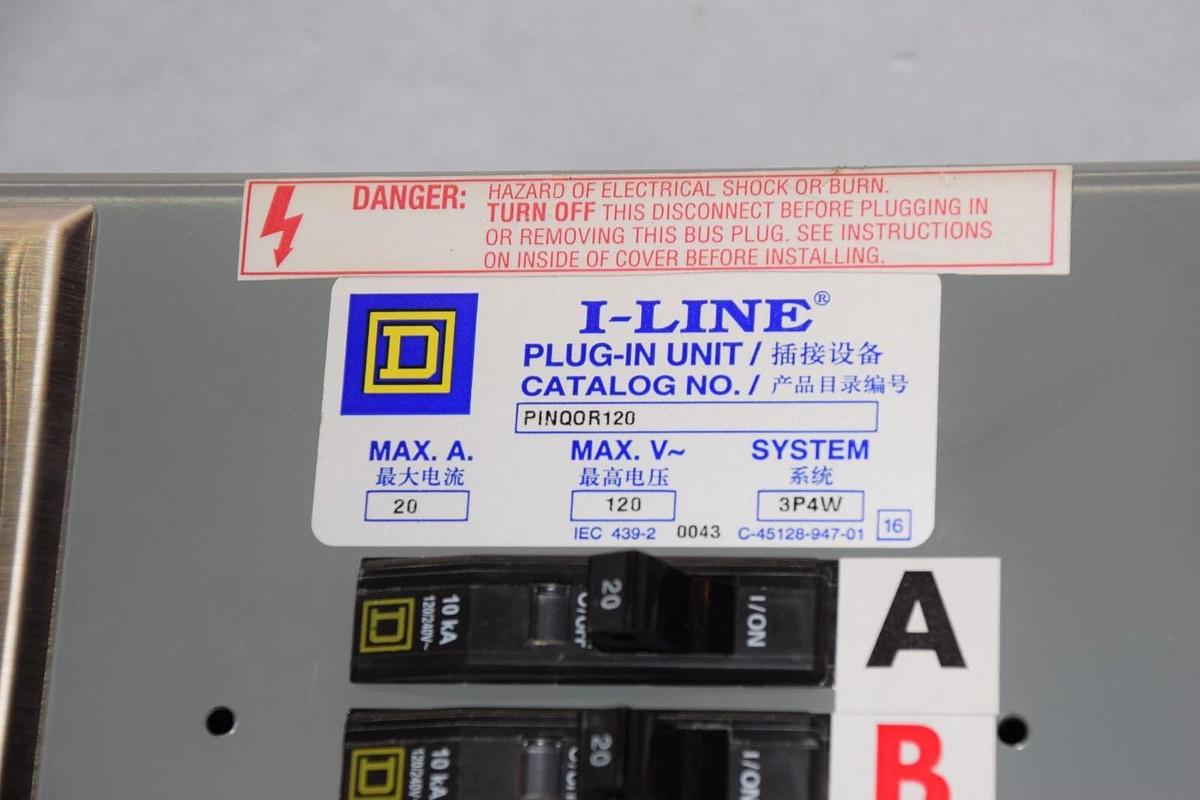 DANGER: HAZARD OF ELECTRICAL SHOCK OR BURN.
TURN OFF THIS DISCONNECT BEFORE PLUGGING IN
OR REMOVING THIS BUS PLUG. SEE INSTRUCTIONS
ON INSIDE OF COVER BEFORE INSTALLING.
D
I-LINE®
PLUG-IN UNIT / 插接设备
CATALOG NO. / 产品目录编号
PINQOR120
MAX. A. MAX. V~ SYSTEM
最大电流 最高电压 系统
20 120 3P4W
IEC 439-2 0043 C-45128-947-01 16
D
10 kA
120/240V~
O/OFF
20
I/ON
A
D
10 kA
120/240V~
20
I/ON
B